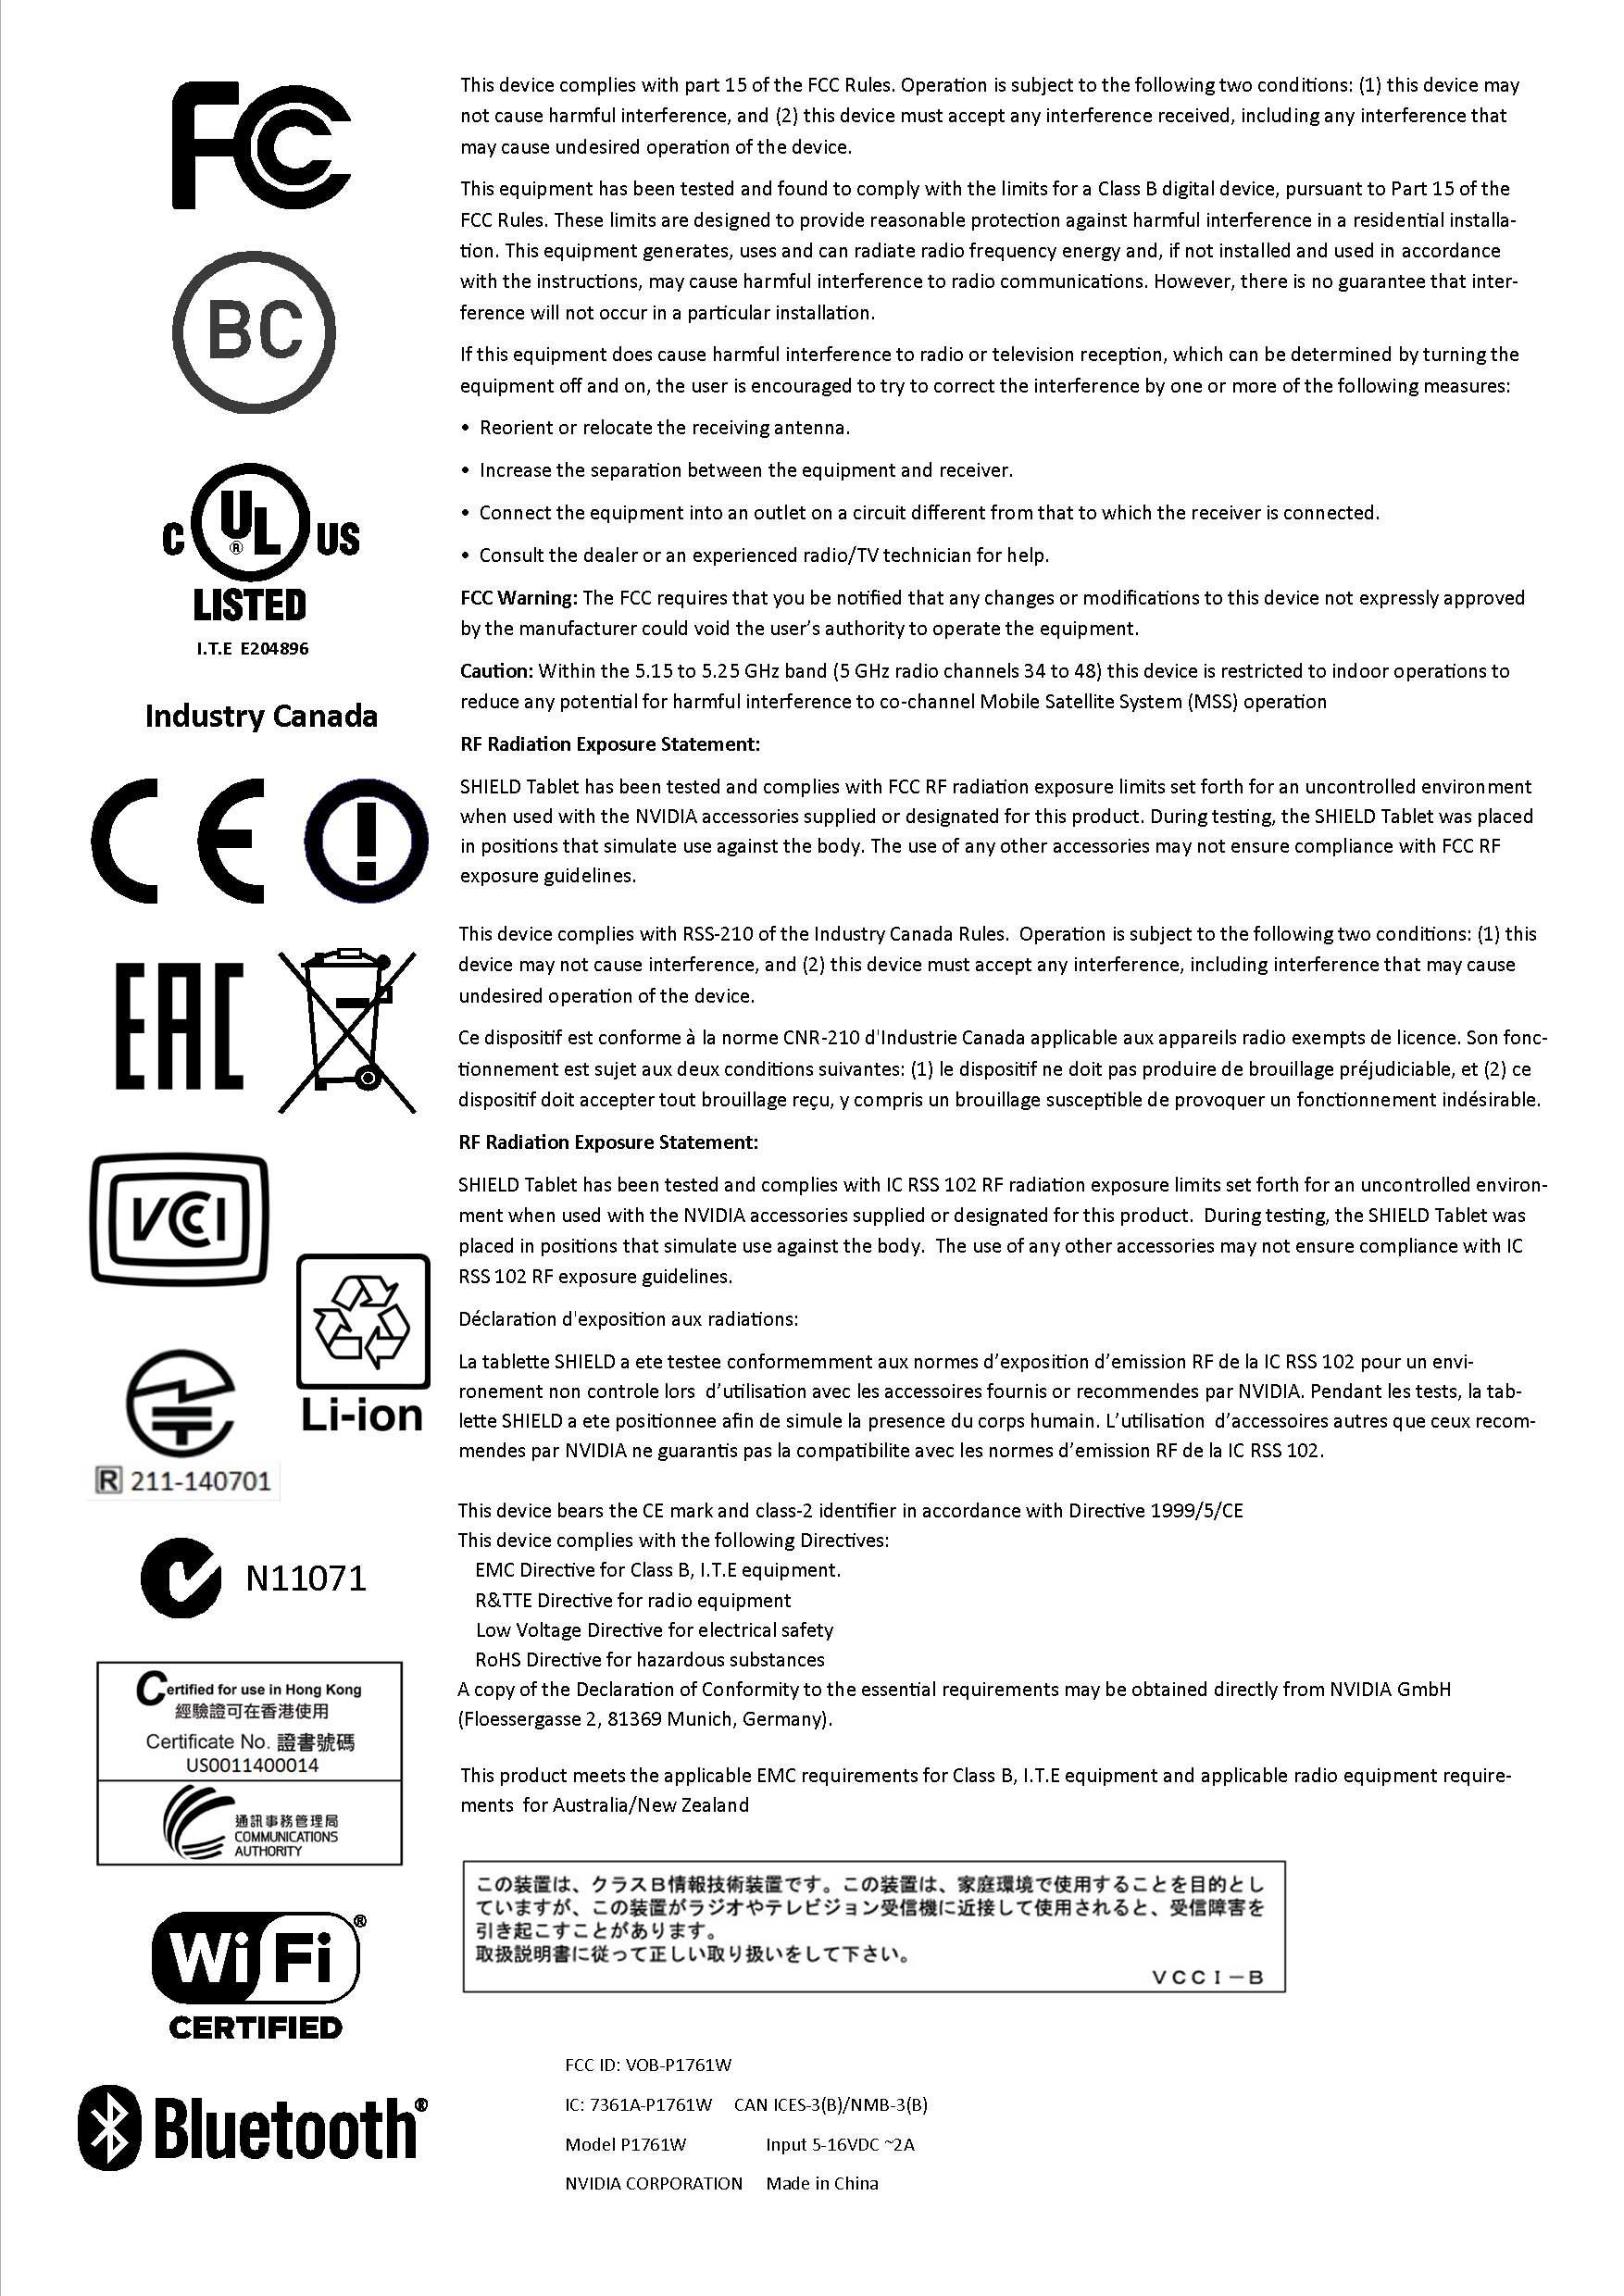 FC
BC
C UL® US
LISTED
I.T.E E204896
Industry Canada
CE
EAC
VCI
Li-ion
R 211-140701
N11071
Certified for use in Hong Kong
經驗證可在香港使用
Certificate No. 證書號碼
US0011400014
通訊事務管理局
COMMUNICATIONS
AUTHORITY
Wi Fi®
CERTIFIED
Bluetooth®
This device complies with part 15 of the FCC Rules. Operation is subject to the following two conditions: (1) this device may
not cause harmful interference, and (2) this device must accept any interference received, including any interference that
may cause undesired operation of the device.
This equipment has been tested and found to comply with the limits for a Class B digital device, pursuant to Part 15 of the
FCC Rules. These limits are designed to provide reasonable protection against harmful interference in a residential installa-
tion. This equipment generates, uses and can radiate radio frequency energy and, if not installed and used in accordance
with the instructions, may cause harmful interference to radio communications. However, there is no guarantee that inter-
ference will not occur in a particular installation.
If this equipment does cause harmful interference to radio or television reception, which can be determined by turning the
equipment off and on, the user is encouraged to try to correct the interference by one or more of the following measures:
• Reorient or relocate the receiving antenna.
• Increase the separation between the equipment and receiver.
• Connect the equipment into an outlet on a circuit different from that to which the receiver is connected.
• Consult the dealer or an experienced radio/TV technician for help.
FCC Warning: The FCC requires that you be notified that any changes or modifications to this device not expressly approved
by the manufacturer could void the user's authority to operate the equipment.
Caution: Within the 5.15 to 5.25 GHz band (5 GHz radio channels 34 to 48) this device is restricted to indoor operations to
reduce any potential for harmful interference to co-channel Mobile Satellite System (MSS) operation
RF Radiation Exposure Statement:
SHIELD Tablet has been tested and complies with FCC RF radiation exposure limits set forth for an uncontrolled environment
when used with the NVIDIA accessories supplied or designated for this product. During testing, the SHIELD Tablet was placed
in positions that simulate use against the body. The use of any other accessories may not ensure compliance with FCC RF
exposure guidelines.
This device complies with RSS-210 of the Industry Canada Rules.  Operation is subject to the following two conditions: (1) this
device may not cause interference, and (2) this device must accept any interference, including interference that may cause
undesired operation of the device.
Ce dispositif est conforme à la norme CNR-210 d'Industrie Canada applicable aux appareils radio exempts de licence. Son fonc-
tionnement est sujet aux deux conditions suivantes: (1) le dispositif ne doit pas produire de brouillage préjudiciable, et (2) ce
dispositif doit accepter tout brouillage reçu, y compris un brouillage susceptible de provoquer un fonctionnement indésirable.
RF Radiation Exposure Statement:
SHIELD Tablet has been tested and complies with IC RSS 102 RF radiation exposure limits set forth for an uncontrolled environ-
ment when used with the NVIDIA accessories supplied or designated for this product.  During testing, the SHIELD Tablet was
placed in positions that simulate use against the body.  The use of any other accessories may not ensure compliance with IC
RSS 102 RF exposure guidelines.
Déclaration d'exposition aux radiations:
La tablette SHIELD a ete testee conformemment aux normes d'exposition d'emission RF de la IC RSS 102 pour un envi-
ronement non controle lors  d'utilisation avec les accessoires fournis or recommendes par NVIDIA. Pendant les tests, la tab-
lette SHIELD a ete positionnee afin de simule la presence du corps humain. L'utilisation  d'accessoires autres que ceux recom-
mendes par NVIDIA ne guarantis pas la compatibilite avec les normes d'emission RF de la IC RSS 102.
This device bears the CE mark and class-2 identifier in accordance with Directive 1999/5/CE
This device complies with the following Directives:
EMC Directive for Class B, I.T.E equipment.
R&TTE Directive for radio equipment
Low Voltage Directive for electrical safety
RoHS Directive for hazardous substances
A copy of the Declaration of Conformity to the essential requirements may be obtained directly from NVIDIA GmbH
(Floessergasse 2, 81369 Munich, Germany).
This product meets the applicable EMC requirements for Class B, I.T.E equipment and applicable radio equipment require-
ments  for Australia/New Zealand
この装置は、クラスB情報技術装置です。この装置は、家庭環境で使用することを目的とし
ていますが、この装置がラジオやテレビジョン受信機に近接して使用されると、受信障害を
引き起こすことがあります。
取扱説明書に従って正しい取り扱いをして下さい。
VCCI-B
FCC ID: VOB-P1761W
IC: 7361A-P1761W CAN ICES-3(B)/NMB-3(B)
Model P1761W Input 5-16VDC ~2A
NVIDIA CORPORATION Made in China